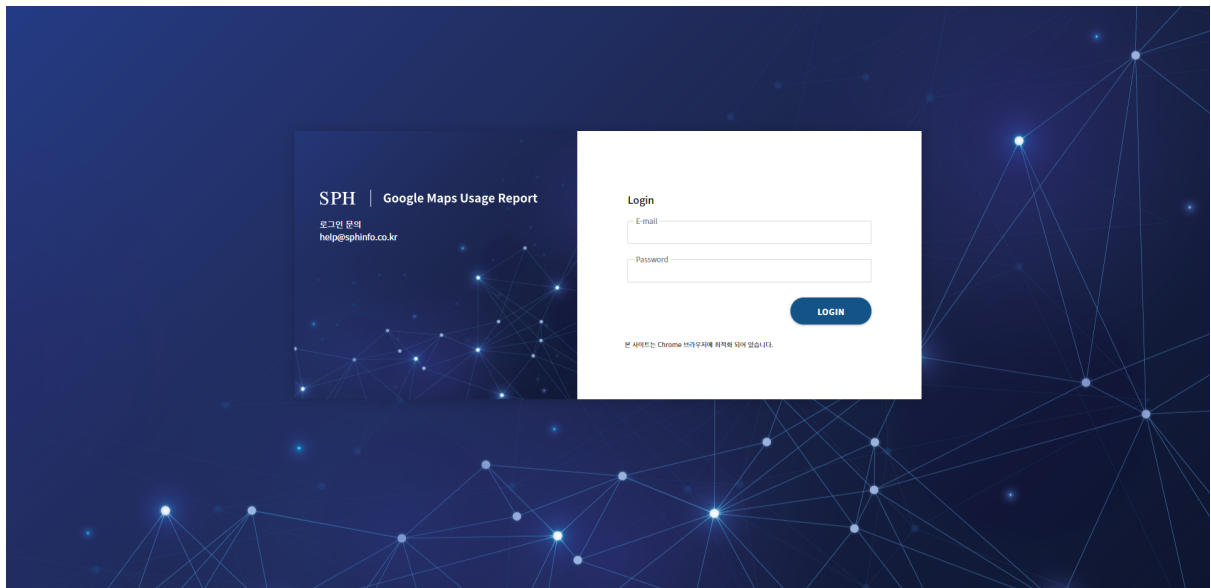 SPH | Google Maps Usage Report
로그인 문의
help@sphinfo.co.kr
Login
E-mail
Password
LOGIN
본 사이트는 Chrome 브라우저에 최적화 되어 있습니다.